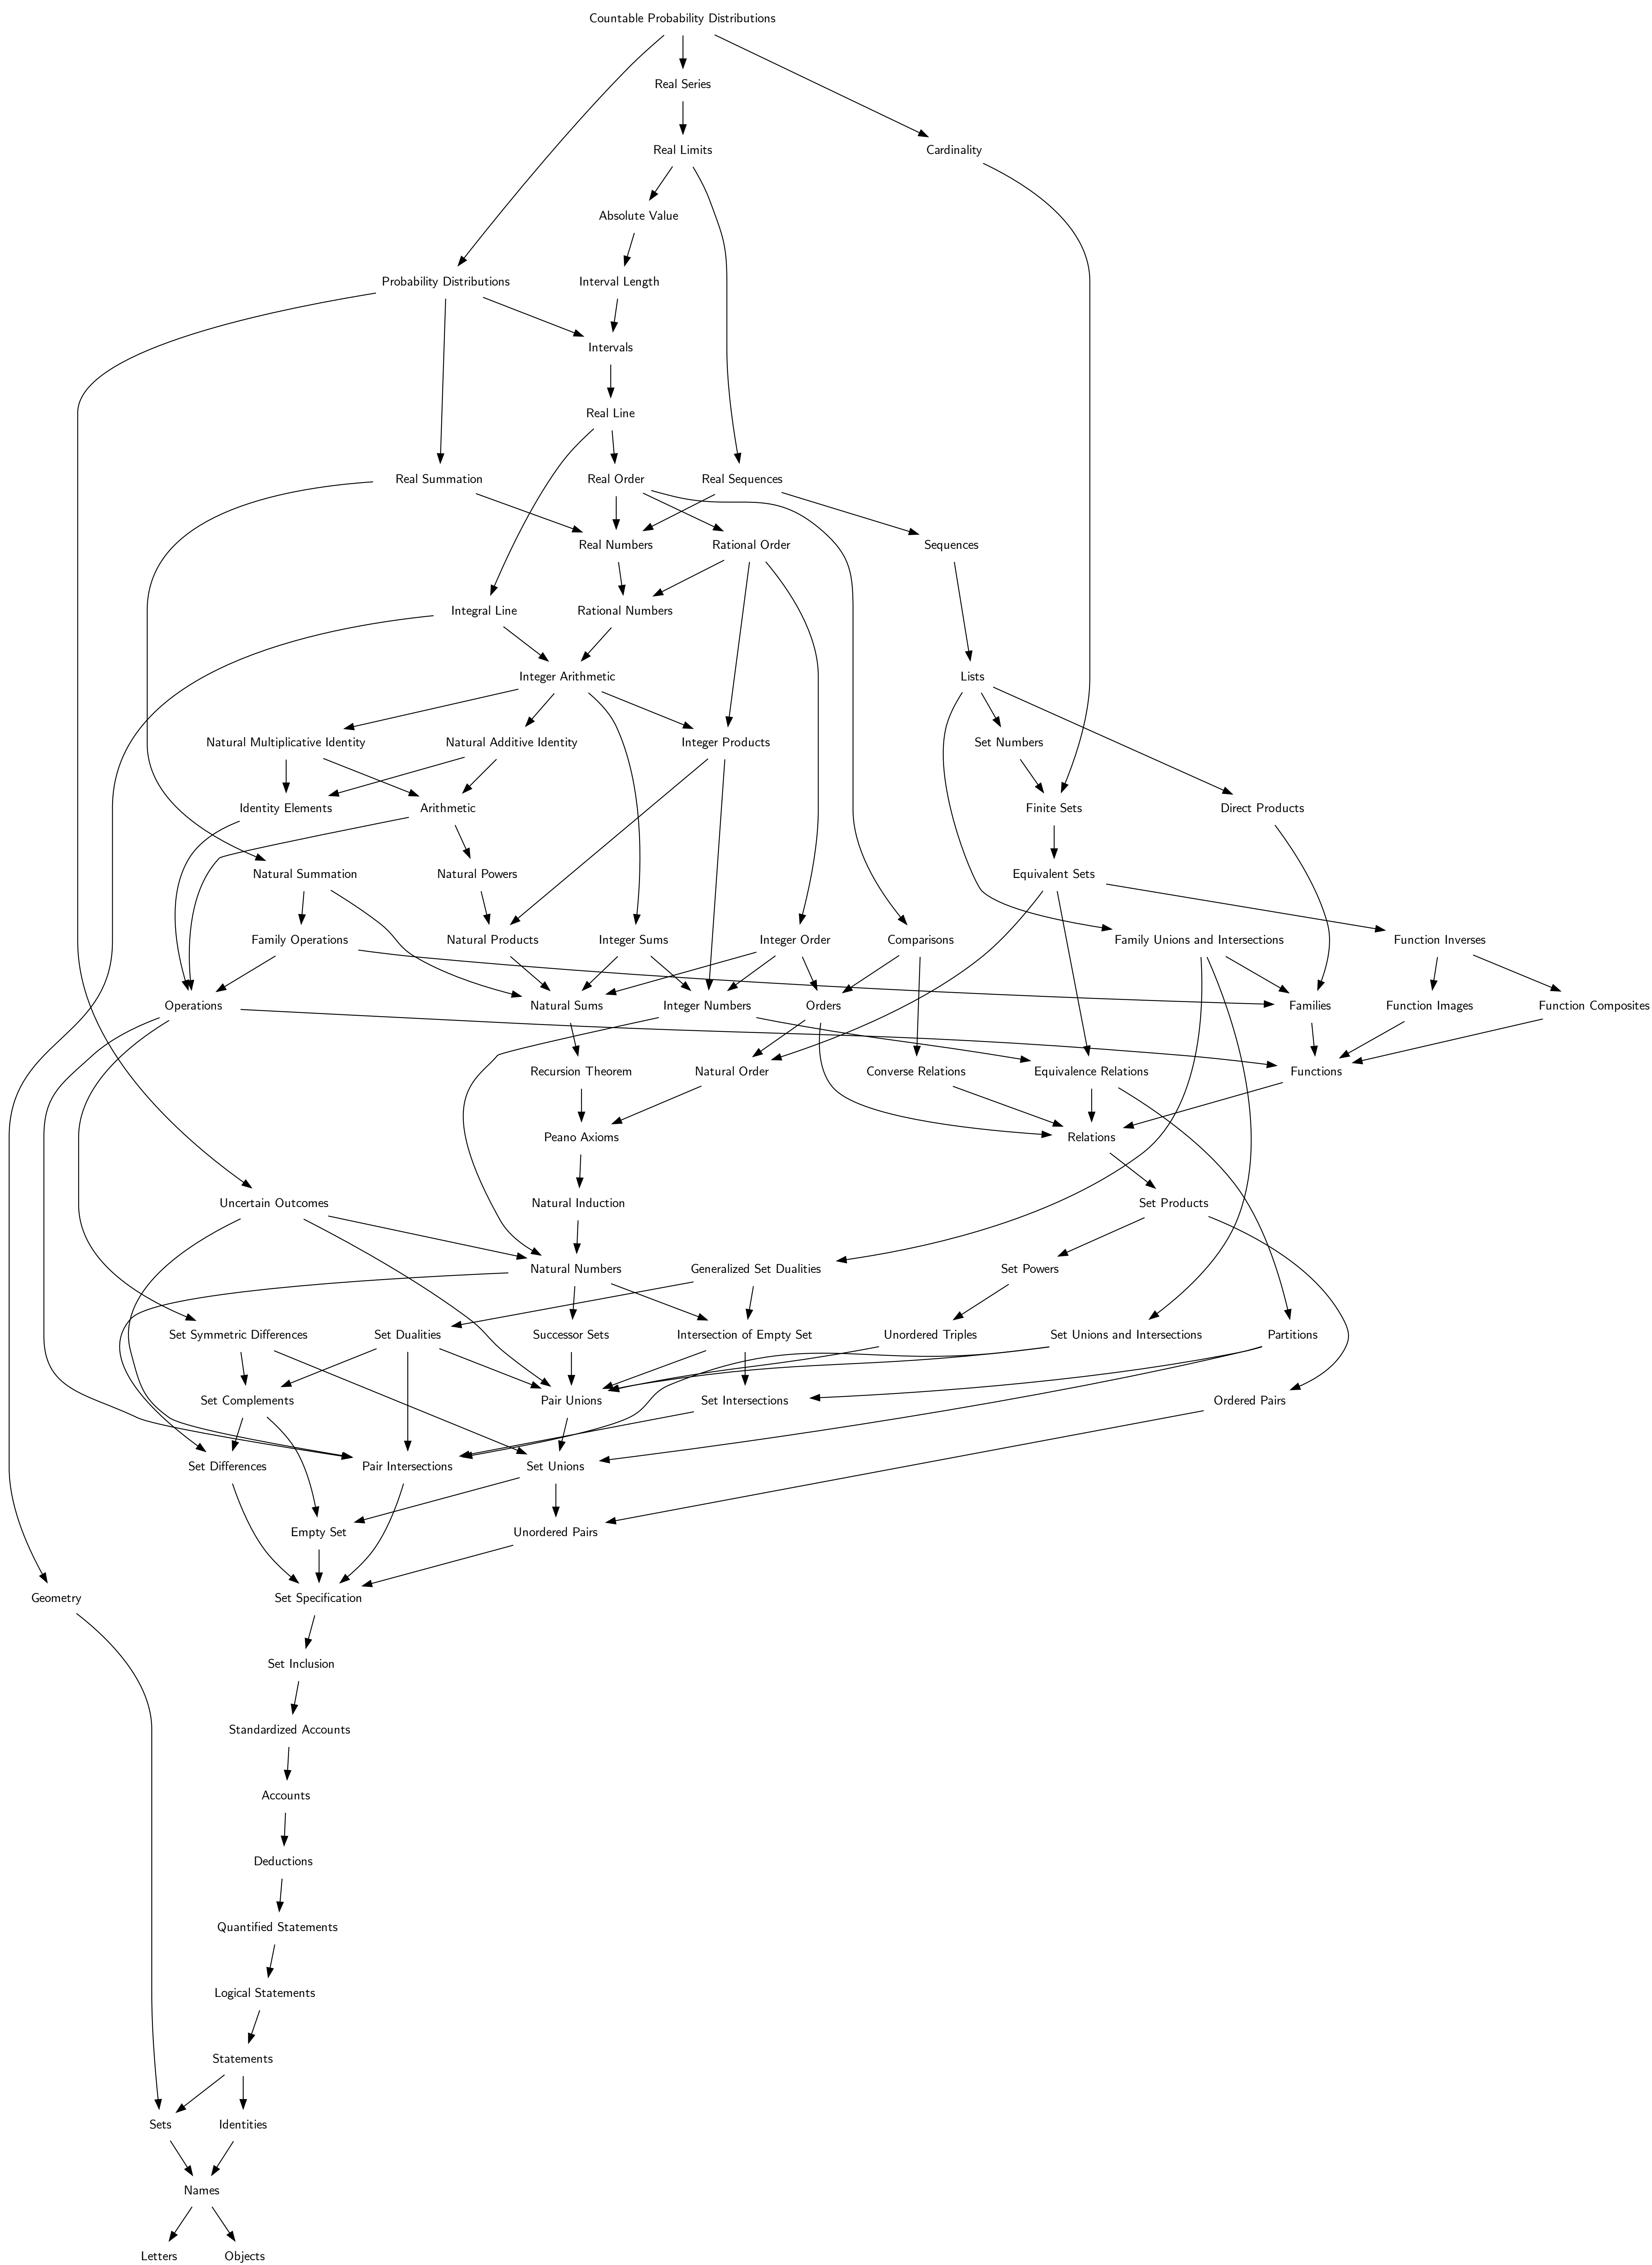 Countable Probability Distributions
Real Series
Real Limits
Cardinality
Absolute Value
Probability Distributions
Interval Length
Intervals
Real Line
Real Summation
Real Order
Real Sequences
Real Numbers
Rational Order
Sequences
Integral Line
Rational Numbers
Integer Arithmetic
Lists
Natural Multiplicative Identity
Natural Additive Identity
Integer Products
Set Numbers
Identity Elements
Arithmetic
Finite Sets
Direct Products
Natural Summation
Natural Powers
Equivalent Sets
Family Operations
Natural Products
Integer Sums
Integer Order
Comparisons
Family Unions and Intersections
Function Inverses
Operations
Natural Sums
Integer Numbers
Orders
Families
Function Images
Function Composites
Recursion Theorem
Natural Order
Converse Relations
Equivalence Relations
Functions
Peano Axioms
Relations
Uncertain Outcomes
Natural Induction
Set Products
Natural Numbers
Generalized Set Dualities
Set Powers
Set Symmetric Differences
Set Dualities
Successor Sets
Intersection of Empty Set
Unordered Triples
Set Unions and Intersections
Partitions
Set Complements
Pair Unions
Set Intersections
Ordered Pairs
Set Differences
Pair Intersections
Set Unions
Empty Set
Unordered Pairs
Geometry
Set Specification
Set Inclusion
Standardized Accounts
Accounts
Deductions
Quantified Statements
Logical Statements
Statements
Sets
Identities
Names
Letters
Objects